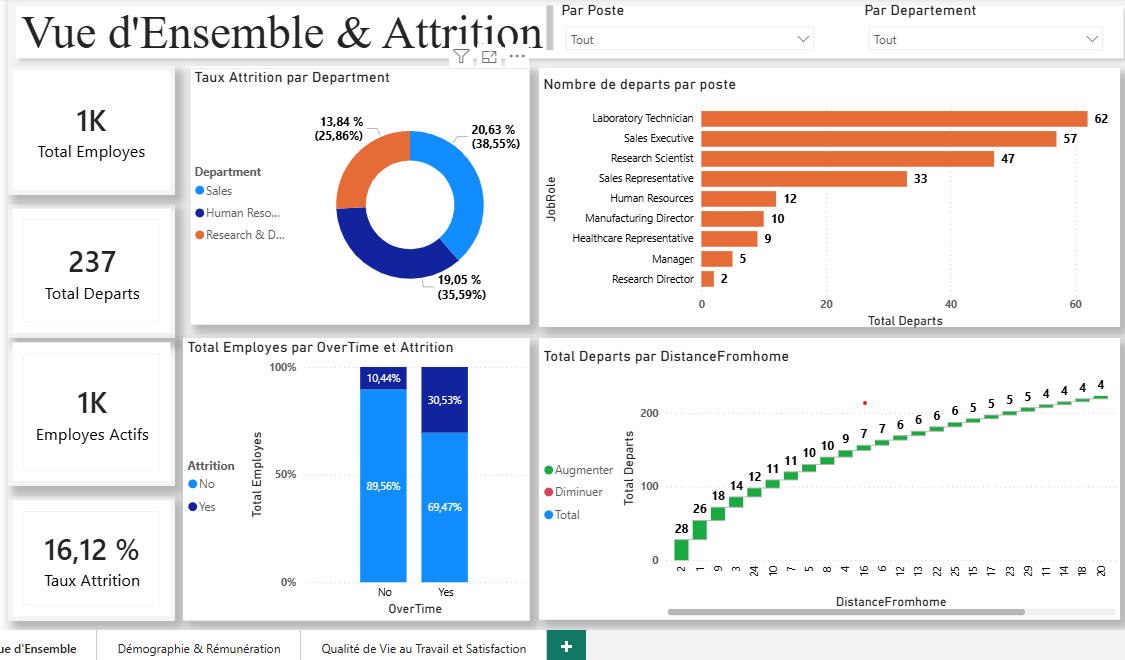 Vue d'Ensemble & Attrition
Par Poste
Tout
Par Departement
Tout
1K
Total Employes
237
Total Departs
1K
Employes Actifs
16,12 %
Taux Attrition
Taux Attrition par Department
Department
Sales
Human Reso...
Research & D...
13,84 %
(25,86%)
20,63 %
(38,55%)
19,05 %
(35,59%)
Nombre de departs par poste
JobRole
Laboratory Technician 62
Sales Executive 57
Research Scientist 47
Sales Representative 33
Human Resources 12
Manufacturing Director 10
Healthcare Representative 9
Manager 5
Research Director 2
0 20 40 60
Total Departs
Total Employes par OverTime et Attrition
Attrition
No
Yes
Total Employes
100%
50%
0%
10,44%
30,53%
89,56%
69,47%
No Yes
OverTime
Total Departs par DistanceFromhome
Augmenter
Diminuer
Total
Total Departs
200
100
0
28 26 18 14 12 11 11 10 10 9 7 7 6 6 6 6 5 5 5 5 4 4 4 4
2 1 9 3 24 10 7 5 8 4 16 6 12 13 22 25 15 17 23 29 11 14 18 20
DistanceFromhome
ue d'Ensemble
Démographie & Rémunération
Qualité de Vie au Travail et Satisfaction
+